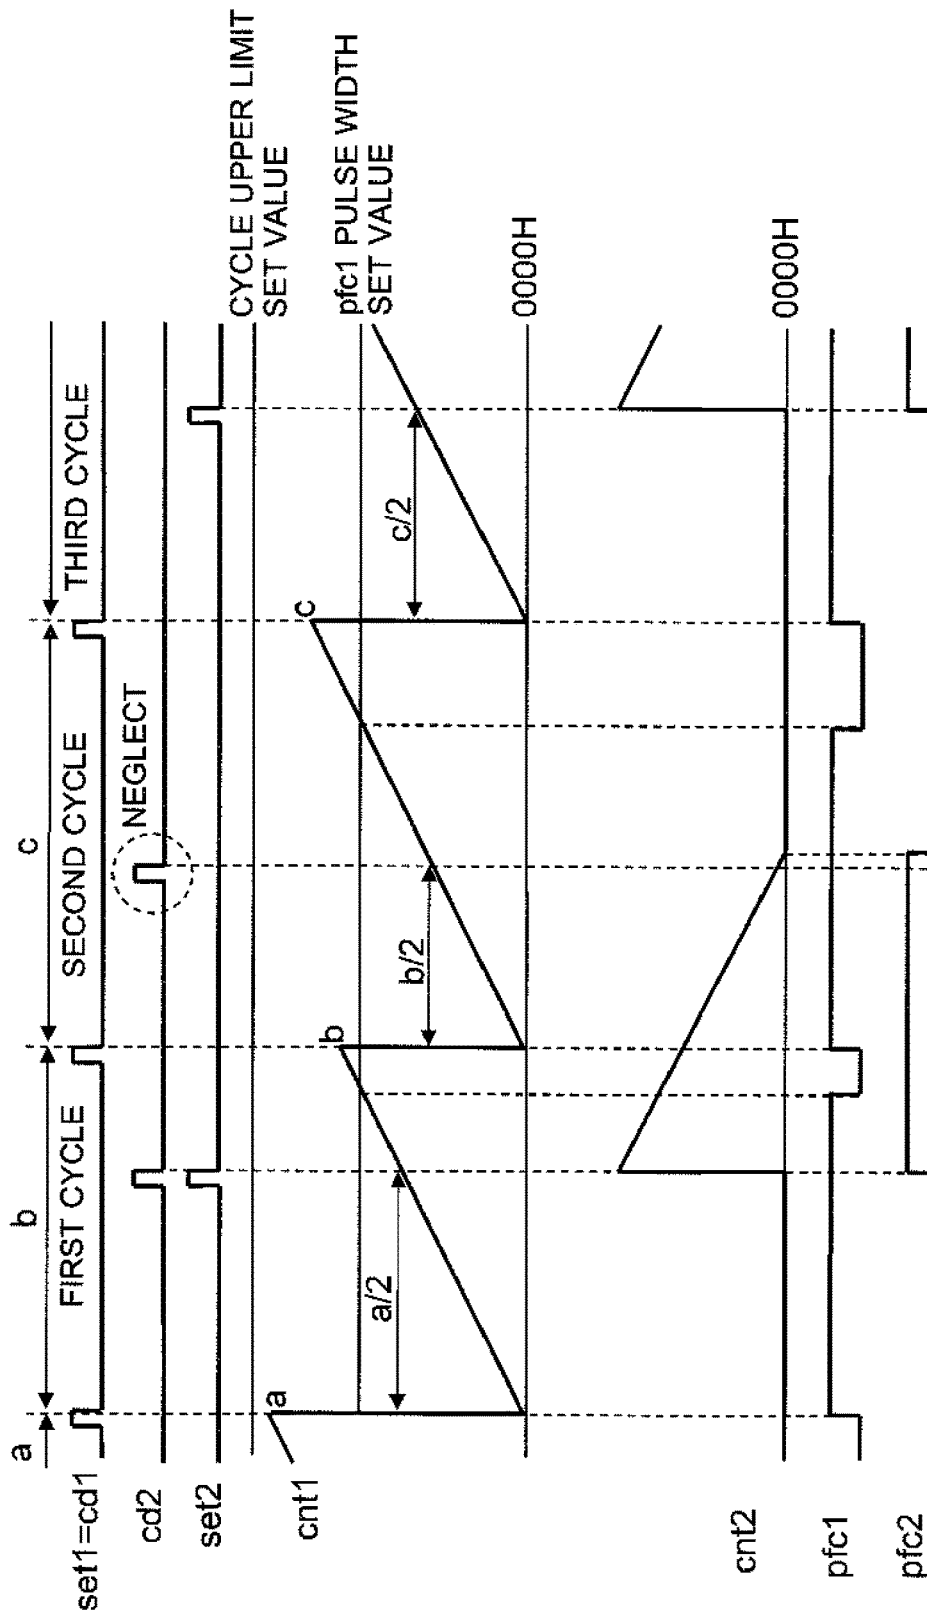 a
b
c
FIRST CYCLE
SECOND CYCLE
THIRD CYCLE
set1=cd1
NEGLECT
cd2
set2
CYCLE UPPER LIMIT
SET VALUE
a
b
c
cnt1
pfc1 PULSE WIDTH
SET VALUE
a/2
b/2
c/2
0000H
cnt2
0000H
pfc1
pfc2